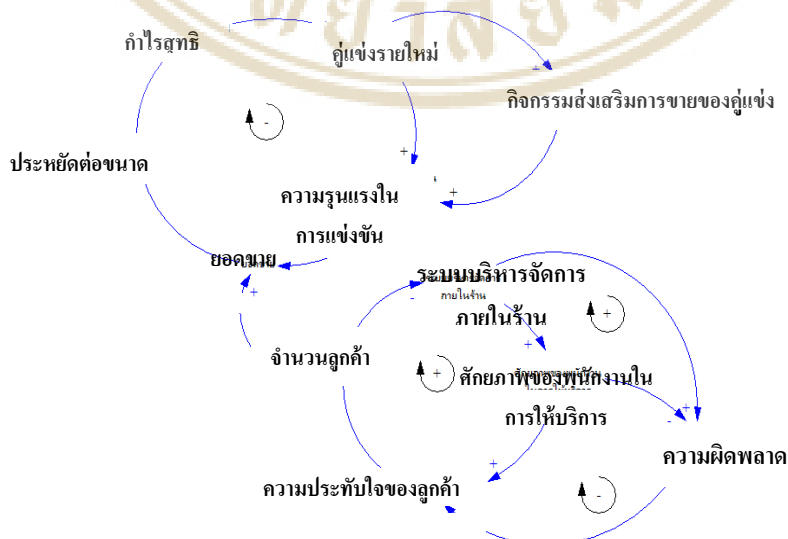 กำไรสุทธิ
คู่แข่งรายใหม่
+
กิจกรรมส่งเสริมการขายของคู่แข่ง
-
ประหยัดต่อขนาด
+
+
ความรุนแรงใน
การแข่งขัน
ยอดขาย
ระบบบริหารจัดการ
ภายในร้าน
+
-
ภายในร้าน
+
+
จำนวนลูกค้า
+
ศักยภาพของพนักงานใน
การให้บริการ
+
-
ความผิดพลาด
+
ความประทับใจของลูกค้า
-